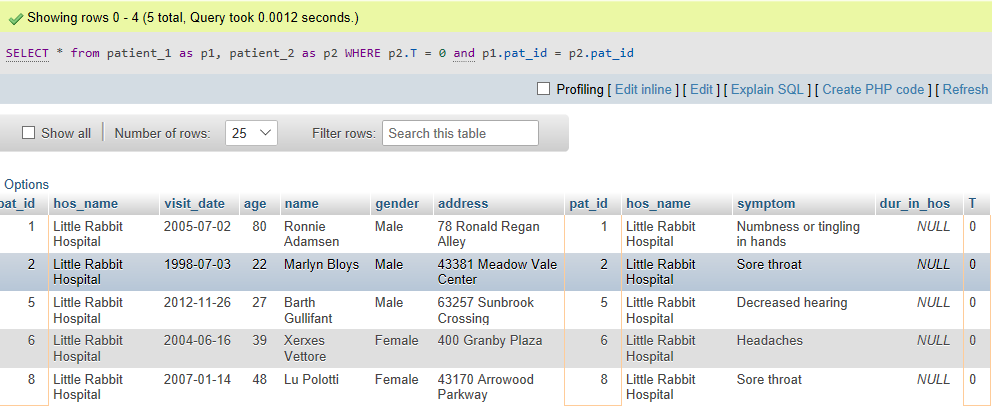 Showing rows 0 - 4 (5 total, Query took 0.0012 seconds.)
SELECT * from patient_1 as p1, patient_2 as p2 WHERE p2.T = 0 and p1.pat_id = p2.pat_id
Profiling [ Edit inline ] [ Edit ] [ Explain SQL ] [ Create PHP code ] [ Refresh
Show all Number of rows: 25 Filter rows: Search this table
Options
pat_id hos_name visit_date age name gender address pat_id hos_name symptom dur_in_hos T
1 Little Rabbit Hospital 2005-07-02 80 Ronnie Adamsen Male 78 Ronald Regan Alley 1 Little Rabbit Hospital Numbness or tingling in hands NULL 0
2 Little Rabbit Hospital 1998-07-03 22 Marlyn Bloys Male 43381 Meadow Vale Center 2 Little Rabbit Hospital Sore throat NULL 0
5 Little Rabbit Hospital 2012-11-26 27 Barth Gullifant Male 63257 Sunbrook Crossing 5 Little Rabbit Hospital Decreased hearing NULL 0
6 Little Rabbit Hospital 2004-06-16 39 Xerxes Vettore Female 400 Granby Plaza 6 Little Rabbit Hospital Headaches NULL 0
8 Little Rabbit Hospital 2007-01-14 48 Lu Polotti Female 43170 Arrowood Parkway 8 Little Rabbit Hospital Sore throat NULL 0